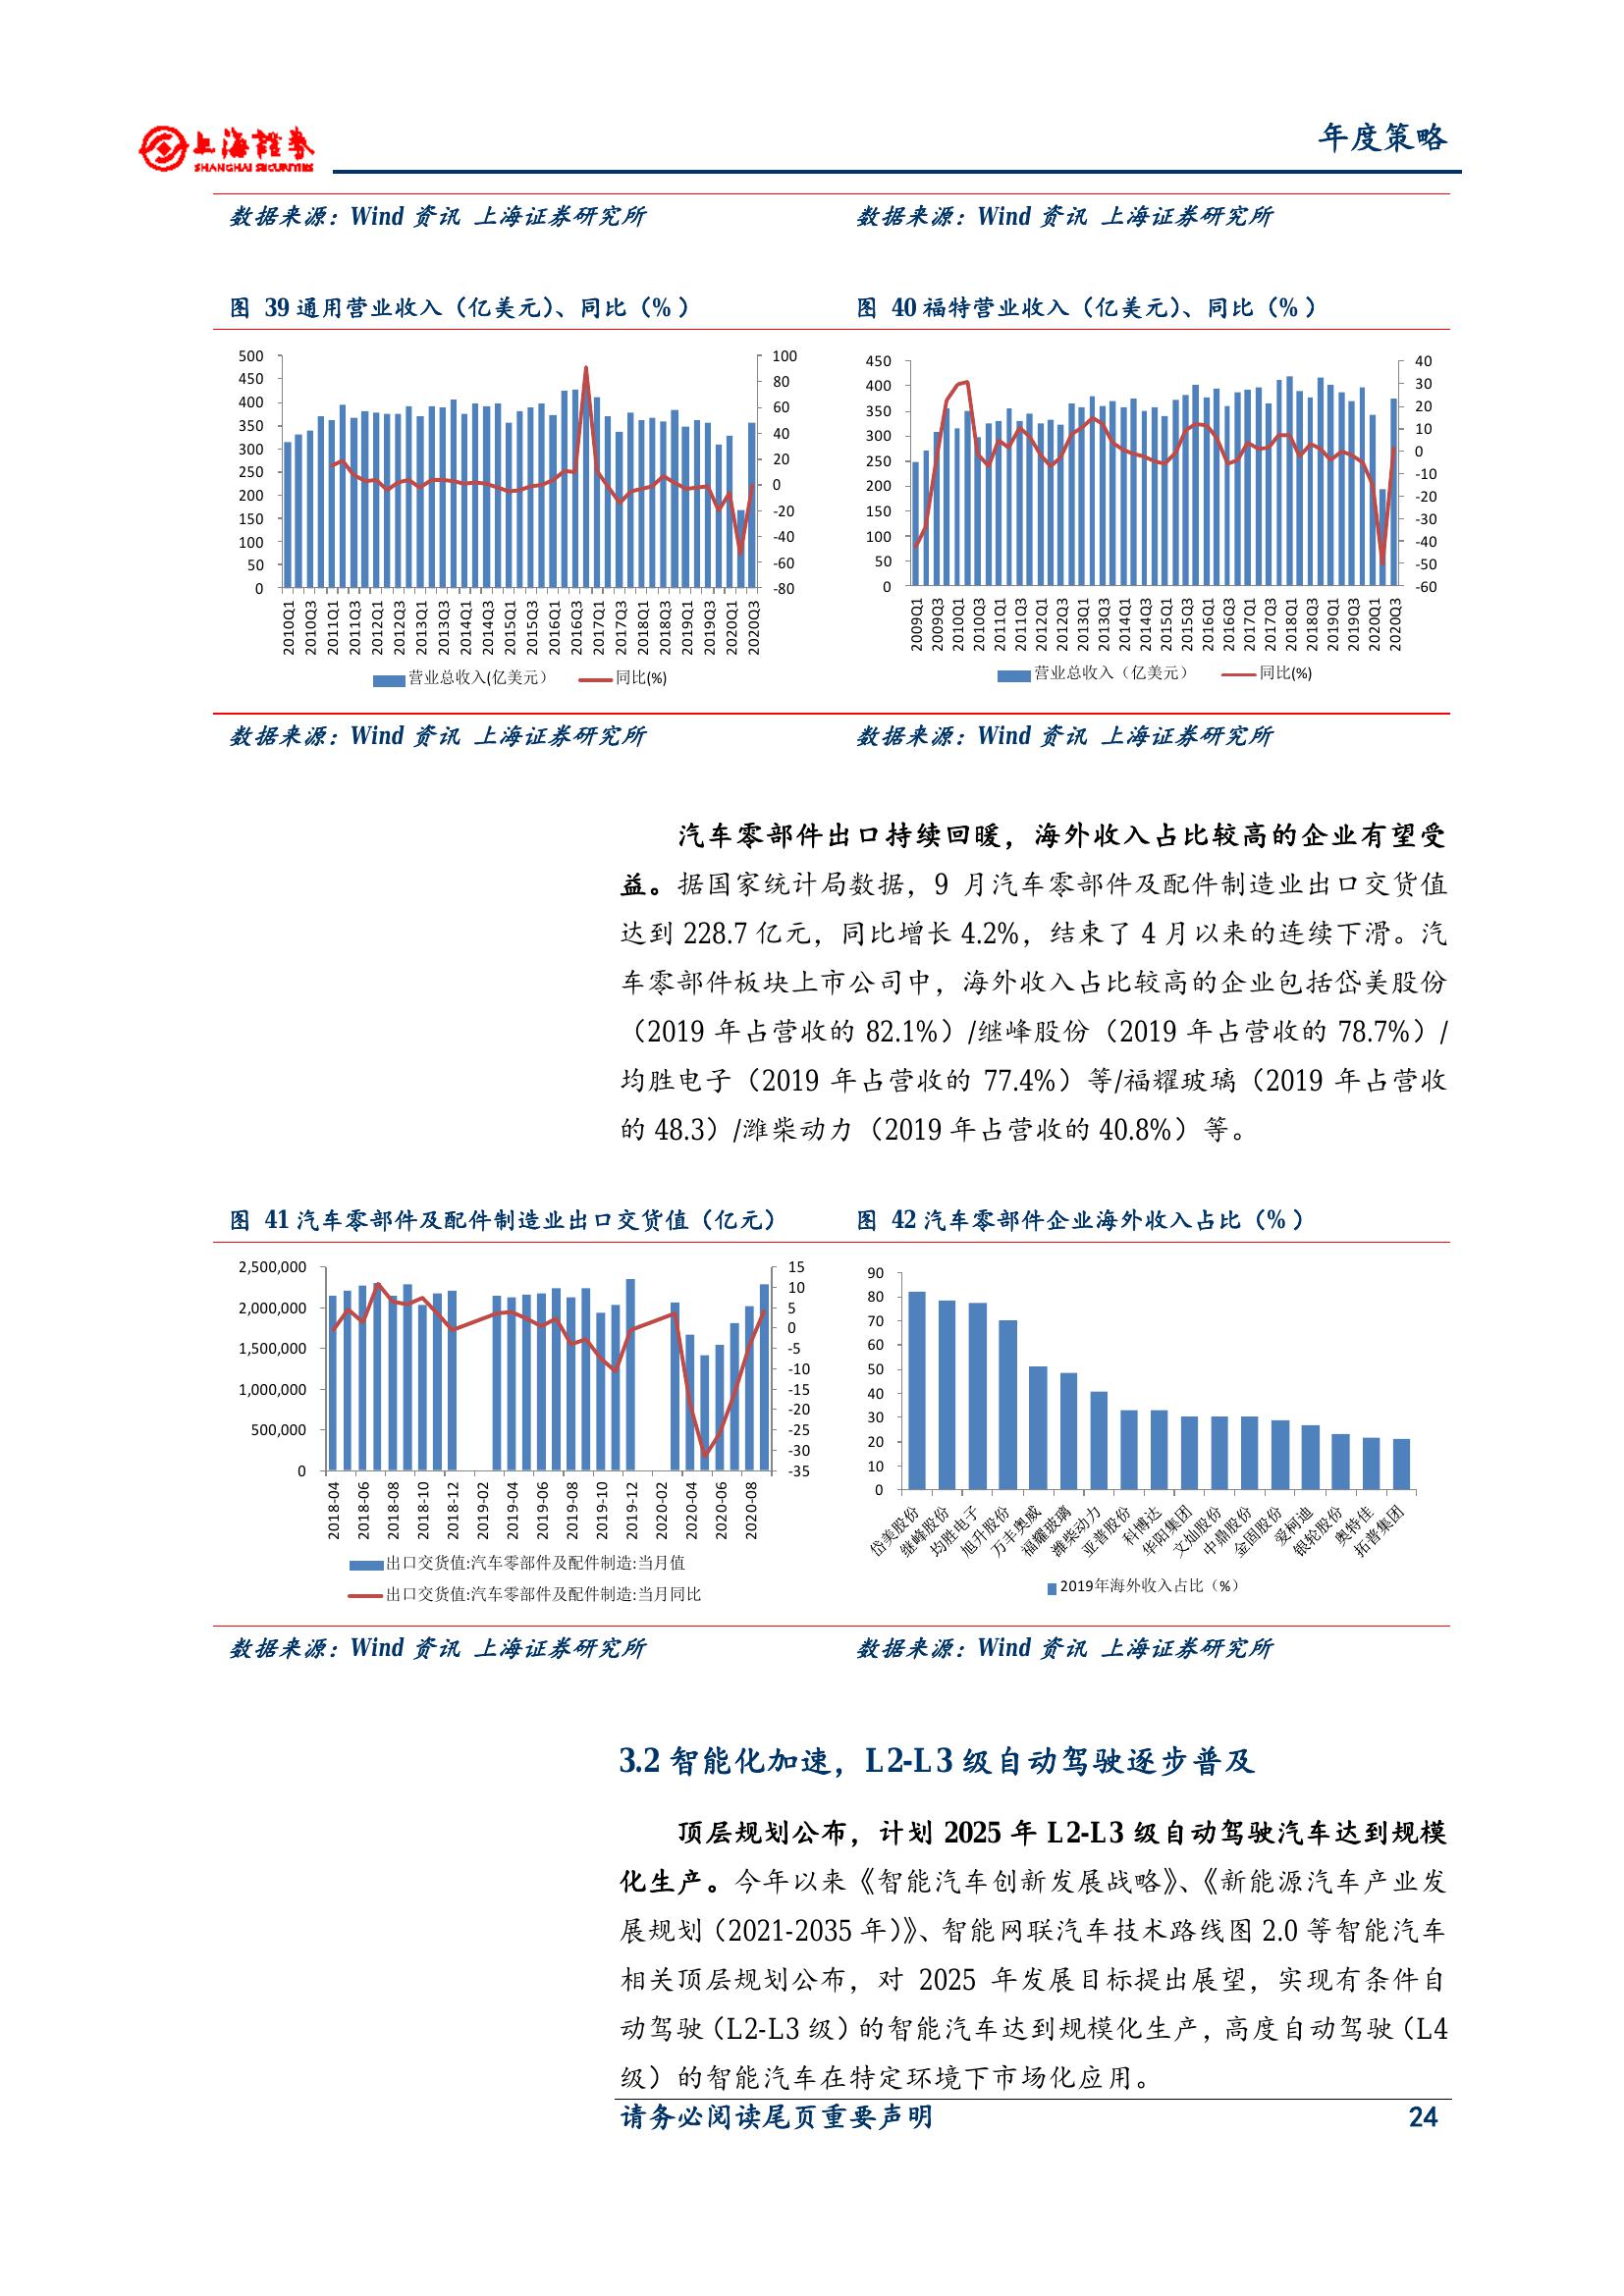 上海證券
SHANGHAI SECURITIES
年度策略
数据来源：Wind 资讯 上海证券研究所
数据来源：Wind 资讯 上海证券研究所
图 39 通用营业收入（亿美元）、同比（%）
图 40 福特营业收入（亿美元）、同比（%）
500
450
400
350
300
250
200
150
100
50
0
100
80
60
40
20
0
-20
-40
-60
-80
2010Q1
2010Q3
2011Q1
2011Q3
2012Q1
2012Q3
2013Q1
2013Q3
2014Q1
2014Q3
2015Q1
2015Q3
2016Q1
2016Q3
2017Q1
2017Q3
2018Q1
2018Q3
2019Q1
2019Q3
2020Q1
2020Q3
营业总收入(亿美元）
同比(%)
450
400
350
300
250
200
150
100
50
0
40
30
20
10
0
-10
-20
-30
-40
-50
-60
2009Q1
2009Q3
2010Q1
2010Q3
2011Q1
2011Q3
2012Q1
2012Q3
2013Q1
2013Q3
2014Q1
2014Q3
2015Q1
2015Q3
2016Q1
2016Q3
2017Q1
2017Q3
2018Q1
2018Q3
2019Q1
2019Q3
2020Q1
2020Q3
营业总收入（亿美元）
同比(%)
数据来源：Wind 资讯 上海证券研究所
数据来源：Wind 资讯 上海证券研究所
汽车零部件出口持续回暖，海外收入占比较高的企业有望受
益。据国家统计局数据，9 月汽车零部件及配件制造业出口交货值
达到 228.7 亿元，同比增长 4.2%，结束了 4 月以来的连续下滑。汽
车零部件板块上市公司中，海外收入占比较高的企业包括岱美股份
（2019 年占营收的 82.1%）/继峰股份（2019 年占营收的 78.7%）/
均胜电子（2019 年占营收的 77.4%）等/福耀玻璃（2019 年占营收
的 48.3）/潍柴动力（2019 年占营收的 40.8%）等。
图 41 汽车零部件及配件制造业出口交货值（亿元）
图 42 汽车零部件企业海外收入占比（%）
2,500,000
2,000,000
1,500,000
1,000,000
500,000
0
15
10
5
0
-5
-10
-15
-20
-25
-30
-35
2018-04
2018-06
2018-08
2018-10
2018-12
2019-02
2019-04
2019-06
2019-08
2019-10
2019-12
2020-02
2020-04
2020-06
2020-08
出口交货值:汽车零部件及配件制造:当月值
出口交货值:汽车零部件及配件制造:当月同比
90
80
70
60
50
40
30
20
10
0
岱美股份
继峰股份
均胜电子
旭升股份
万丰奥威
福耀玻璃
潍柴动力
亚普股份
科博达
华阳集团
文灿股份
中鼎股份
金固股份
爱柯迪
银轮股份
奥特佳
拓普集团
2019年海外收入占比（%）
数据来源：Wind 资讯 上海证券研究所
数据来源：Wind 资讯 上海证券研究所
3.2 智能化加速，L2-L3 级自动驾驶逐步普及
顶层规划公布，计划 2025 年 L2-L3 级自动驾驶汽车达到规模
化生产。今年以来《智能汽车创新发展战略》、《新能源汽车产业发
展规划（2021-2035 年）》、智能网联汽车技术路线图 2.0 等智能汽车
相关顶层规划公布，对 2025 年发展目标提出展望，实现有条件自
动驾驶（L2-L3 级）的智能汽车达到规模化生产，高度自动驾驶（L4
级）的智能汽车在特定环境下市场化应用。
请务必阅读尾页重要声明
24